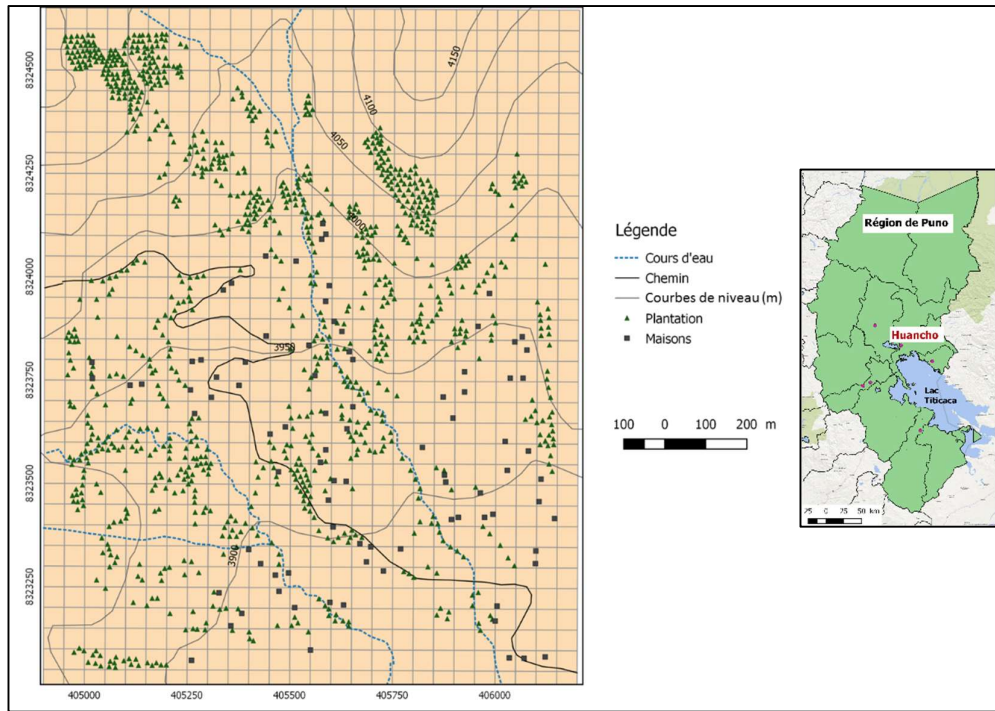 8324500
8324250
8324000
8323750
8323500
8323250
405000
405250
405500
405750
406000
4150
4100
4050
4000
3950
3900
Légende
Cours d'eau
Chemin
Courbes de niveau (m)
Plantation
Maisons
100 0 100 200 m
Région de Puno
Huancho
Lac
Titicaca
25 0 25 50 km